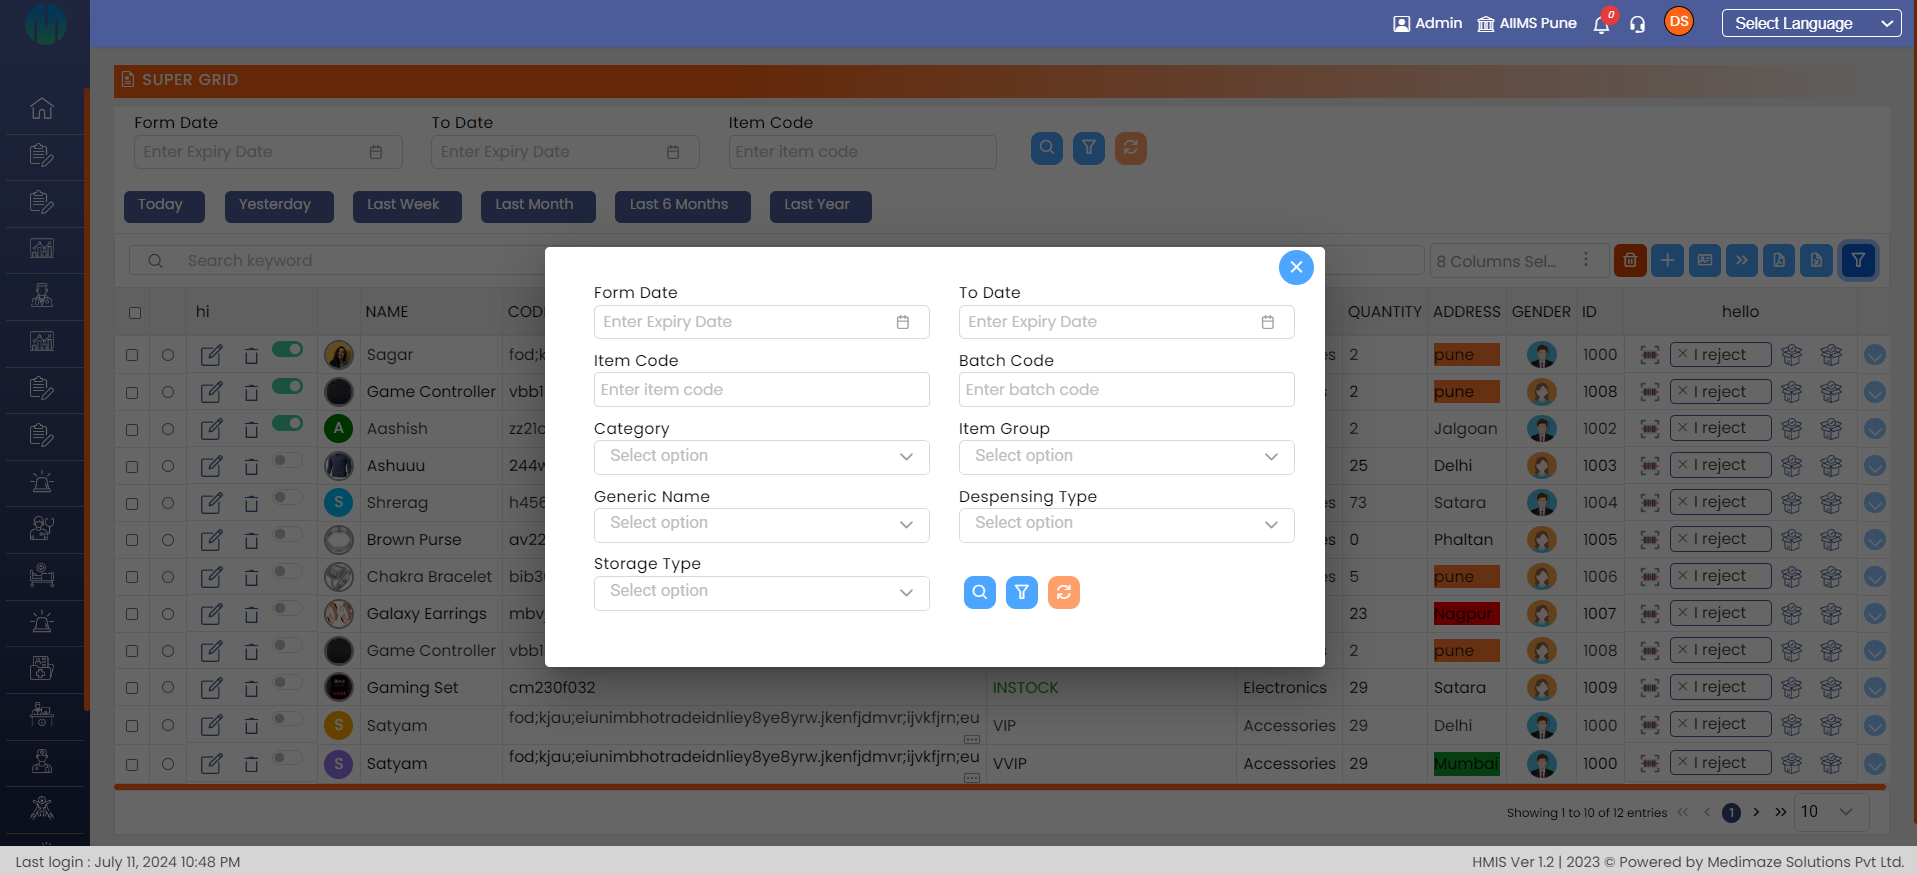 Admin AIIMS Pune 0 DS Select Language
SUPER GRID
Form Date To Date Item Code
Enter Expiry Date Enter Expiry Date Enter item code
Today Yesterday Last Week Last Month Last 6 Months Last Year
Search keyword 8 Columns Sel...
hi NAME QUANTITY ADDRESS GENDER ID hello
Form Date To Date
Enter Expiry Date Enter Expiry Date
Item Code Batch Code
Enter item code Enter batch code
Category Item Group
Select option Select option
Generic Name Despensing Type
Select option Select option
Storage Type
Select option
Sagar 2 pune 1000 I reject
Game Controller 2 pune 1008 I reject
A Aashish 2 Jalgoan 1002 I reject
Ashuuu 25 Delhi 1003 I reject
S Shrerag 73 Satara 1004 I reject
Brown Purse 0 Phaltan 1005 I reject
Chakra Bracelet 5 pune 1006 I reject
Galaxy Earrings 23 Nagpur 1007 I reject
Game Controller 2 pune 1008 I reject
Gaming Set cm230f032 INSTOCK Electronics 29 Satara 1009 I reject
S Satyam fod;kjau;eiunimbhotradeidnliey8ye8yrw.jkenfjdmvr;ijvkfjrn;eu VIP Accessories 29 Delhi 1000 I reject
S Satyam fod;kjau;eiunimbhotradeidnliey8ye8yrw.jkenfjdmvr;ijvkfjrn;eu VVIP Accessories 29 Mumbai 1000 I reject
Showing 1 to 10 of 12 entries << < 1 > >> 10
Last login : July 11, 2024 10:48 PM HMIS Ver 1.2 | 2023 © Powered by Medimaze Solutions Pvt Ltd.